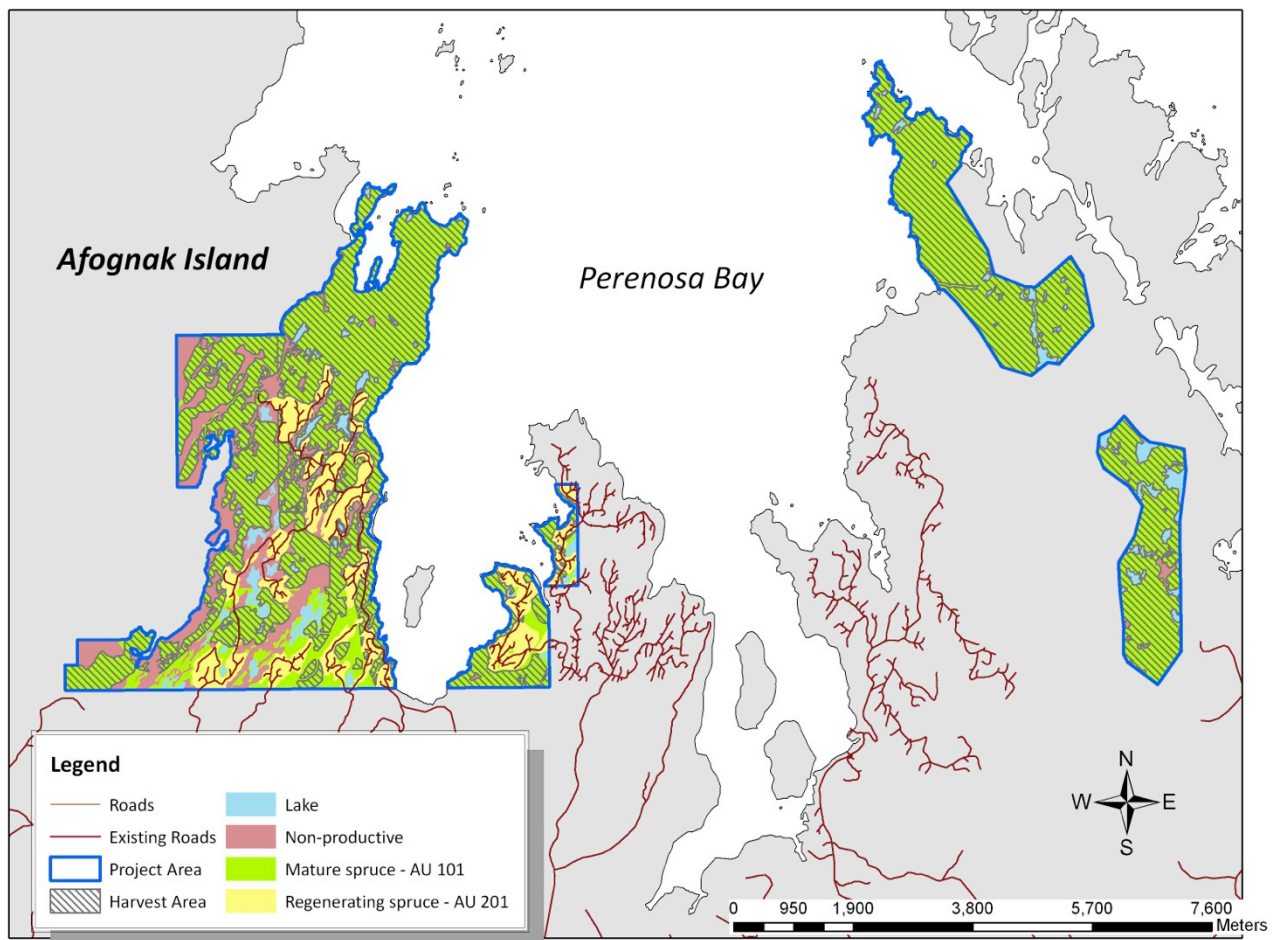 Afognak Island
Perenosa Bay
Legend
Roads
Existing Roads
Project Area
Harvest Area
Lake
Non-productive
Mature spruce - AU 101
Regenerating spruce - AU 201
N
W E
S
0 950 1,900 3,800 5,700 7,600
Meters